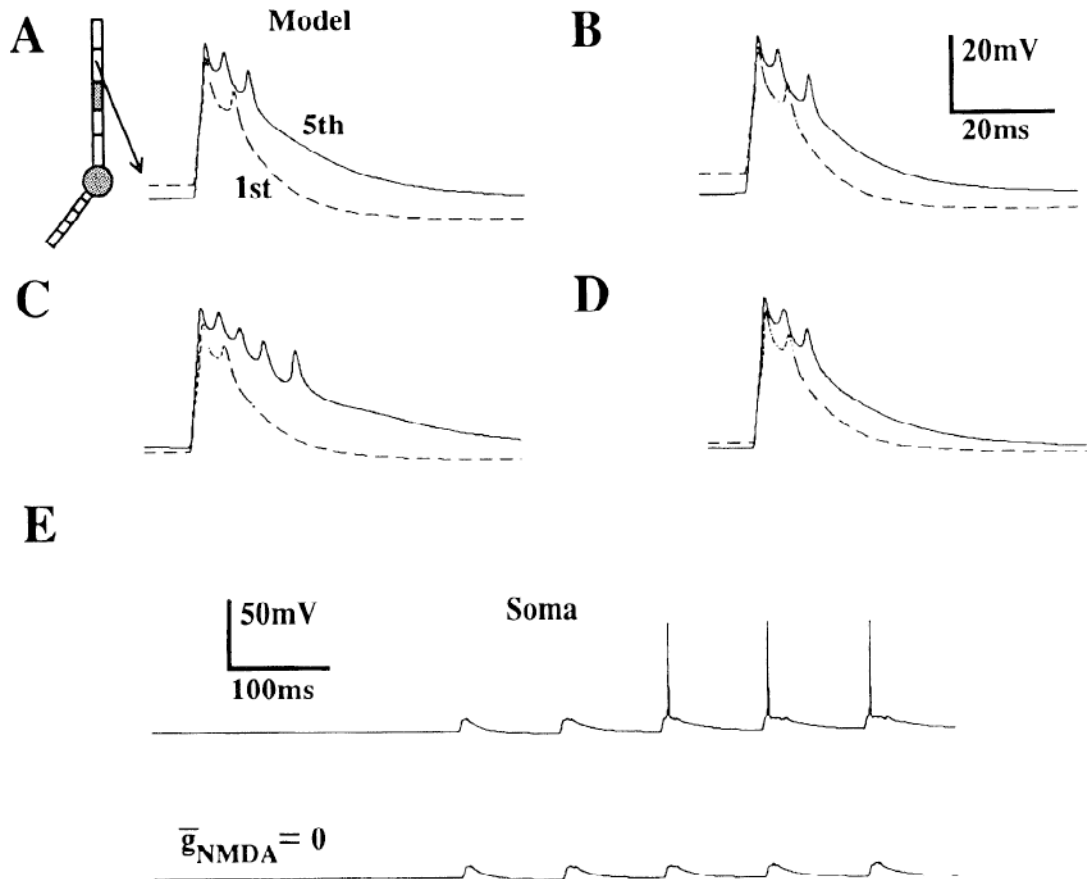 A
Model
5th
1st
B
20mV
20ms
C
D
E
50mV
100ms
Soma
g̅NMDA = 0